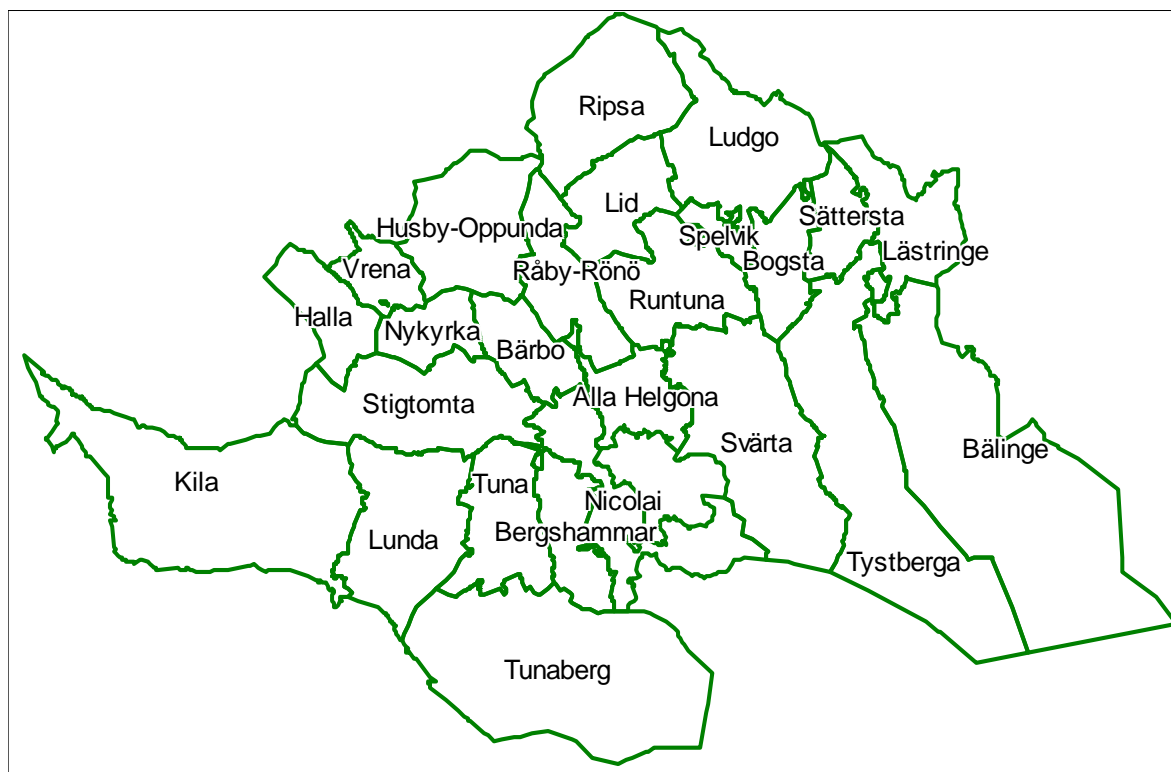 Ripsa
Ludgo
Lid
Sättersta
Husby-Oppunda
Spelvik
Lästringe
Bogsta
Vrena
Råby-Rönö
Runtuna
Halla
Nykyrka
Bärbo
Alla Helgona
Stigtomta
Svärta
Bälinge
Kila
Tuna
Nicolai
Bergshammar
Lunda
Tystberga
Tunaberg